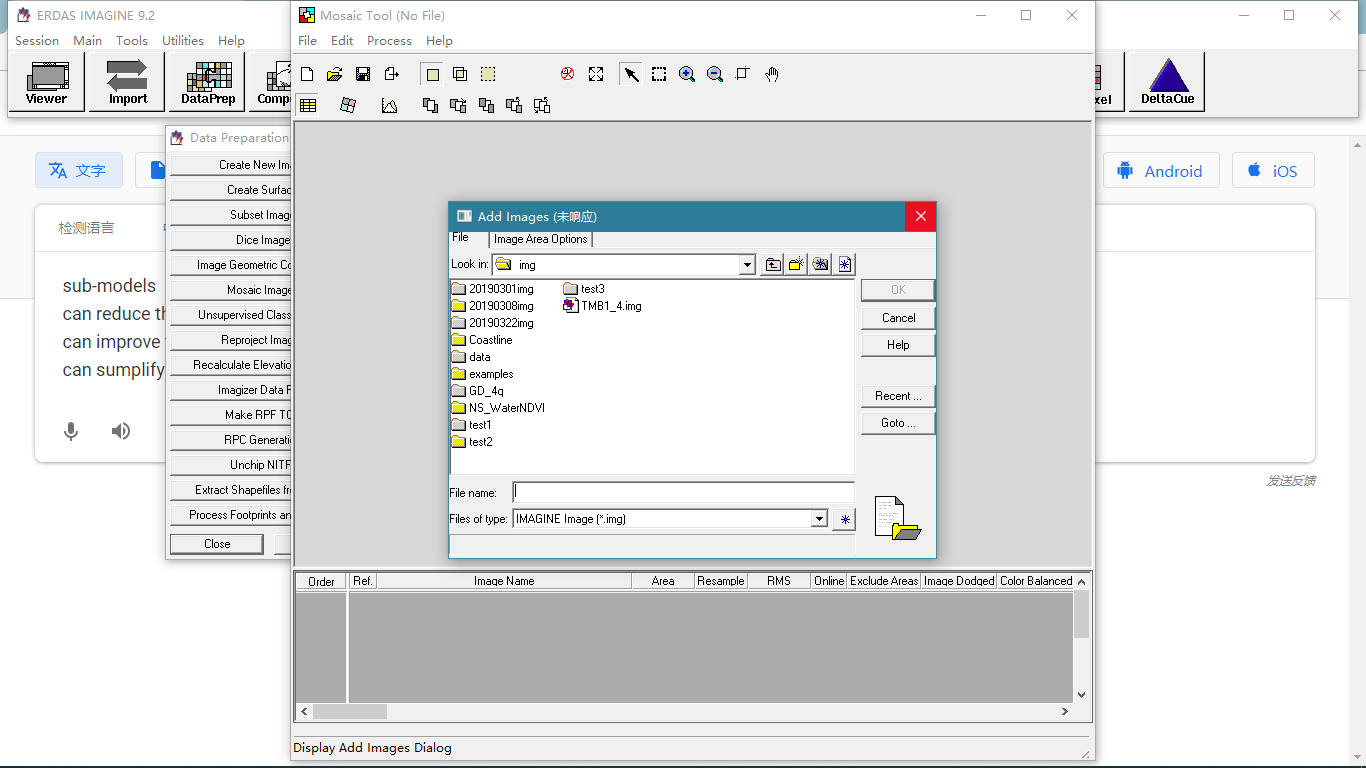 ERDAS IMAGINE 9.2
Session Main Tools Utilities Help
Viewer
Import
DataPrep
DeltaCue
Mosaic Tool (No File)
File Edit Process Help
Data Preparation
Create New Ima
Create Surfac
Subset Imag
Dice Image
Image Geometric Co
Mosaic Image
Unsupervised Class
Reproject Imag
Recalculate Elevatio
Imagizer Data P
Make RPF TO
RPC Generati
Unchip NITF
Extract Shapefiles fr
Process Footprints an
Close
文字
检测语言
sub-models
can reduce th
can improve
can sumplify
Android
iOS
发送反馈
Add Images (未响应)
File Image Area Options
Look in: img
20190301img
20190308img
20190322img
Coastline
data
examples
GD_4q
NS_WaterNDVI
test1
test2
test3
TMB1_4.img
OK
Cancel
Help
Recent ...
Goto ...
File name:
Files of type: IMAGINE Image (*.img)
Order Ref. Image Name Area Resample RMS Online Exclude Areas Image Dodged Color Balanced
Display Add Images Dialog